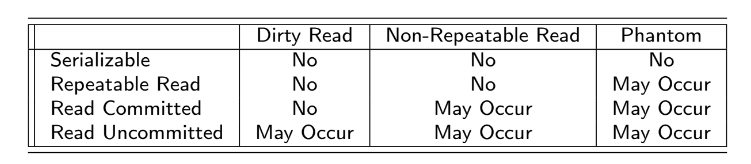 Dirty Read Non-Repeatable Read Phantom
Serializable No No No
Repeatable Read No No May Occur
Read Committed No May Occur May Occur
Read Uncommitted May Occur May Occur May Occur